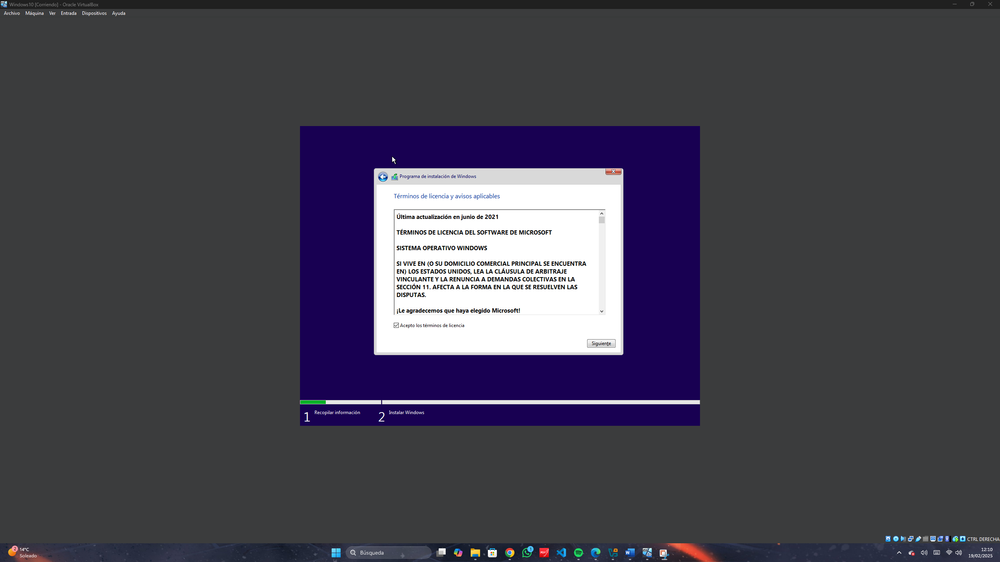 Windows10 [Corriendo] - Oracle VirtualBox
Archivo Máquina Ver Entrada Dispositivos Ayuda
Programa de instalación de Windows
Términos de licencia y avisos aplicables
Última actualización en junio de 2021
TÉRMINOS DE LICENCIA DEL SOFTWARE DE MICROSOFT
SISTEMA OPERATIVO WINDOWS
SI VIVE EN (O SU DOMICILIO COMERCIAL PRINCIPAL SE ENCUENTRA
EN) LOS ESTADOS UNIDOS, LEA LA CLÁUSULA DE ARBITRAJE
VINCULANTE Y LA RENUNCIA A DEMANDAS COLECTIVAS EN LA
SECCIÓN 11. AFECTA A LA FORMA EN LA QUE SE RESUELVEN LAS
DISPUTAS.
¡Le agradecemos que haya elegido Microsoft!
Acepto los términos de licencia
Siguiente
1 Recopilar información 2 Instalar Windows
CTRL DERECHA
2
14°C
Soleado
Búsqueda
1
PDF
12:10
19/02/2025